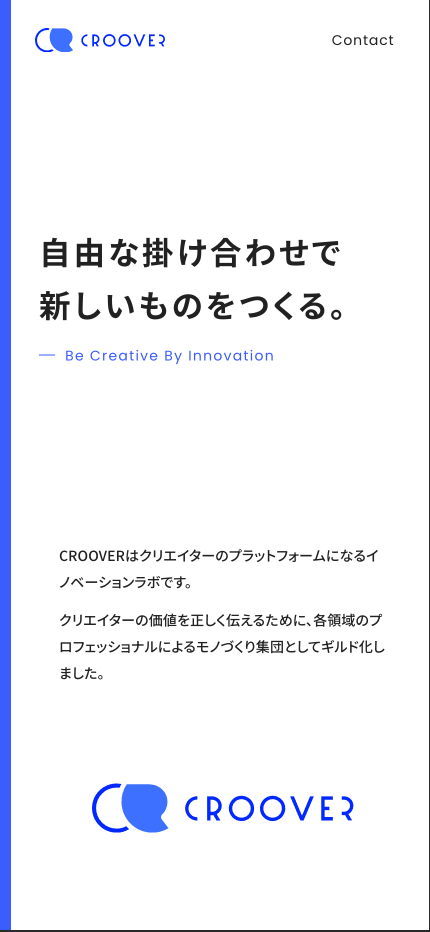 CROOVER
Contact
自由な掛け合わせで
新しいものをつくる。
Be Creative By Innovation
CROOVERはクリエイターのプラットフォームになるイ
ノベーションラボです。
クリエイターの価値を正しく伝えるために、各領域のプ
ロフェッショナルによるモノづくり集団としてギルド化し
ました。
CROOVER